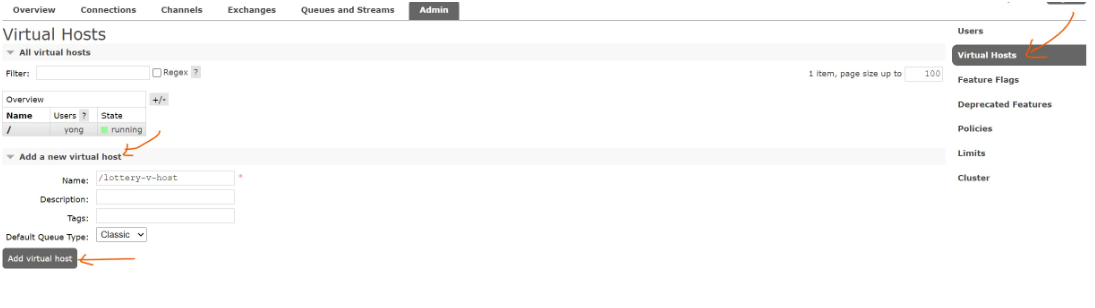 Overview Connections Channels Exchanges Queues and Streams Admin
Virtual Hosts
All virtual hosts
Filter: Regex ? 1 item, page size up to 100
Overview +/-
Name Users ? State
/ yong running
Add a new virtual host
Name: /lottery-v-host *
Description:
Tags:
Default Queue Type: Classic
Add virtual host
Users
Virtual Hosts
Feature Flags
Deprecated Features
Policies
Limits
Cluster